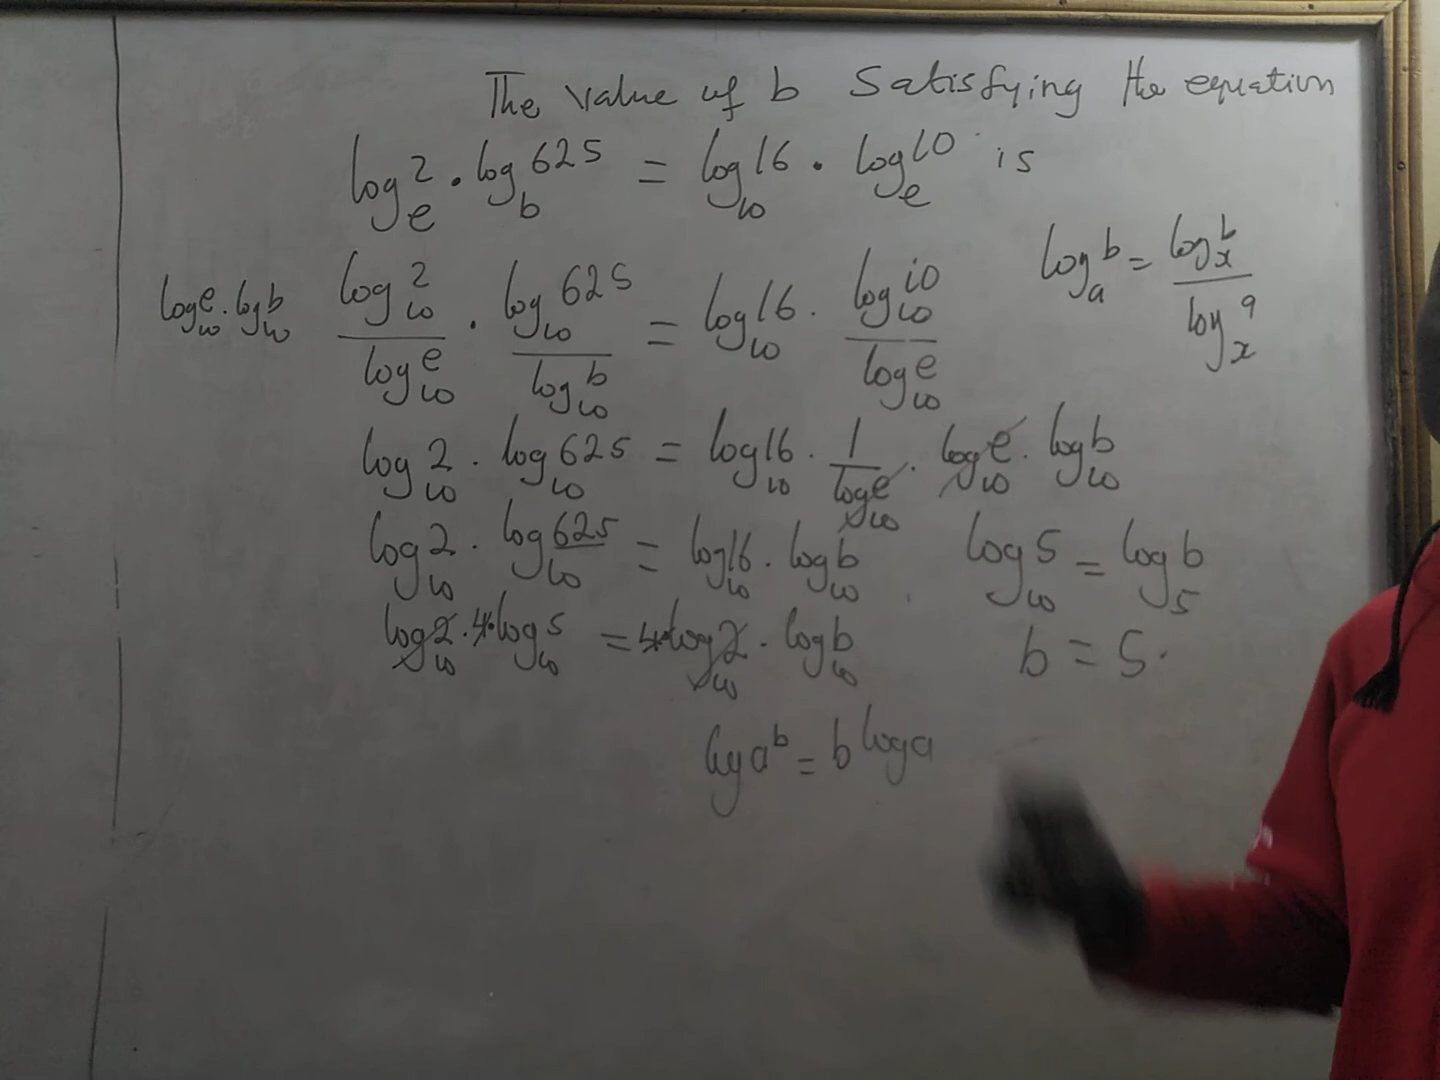 The value of b Satisfying the equation
log_e 2 . log_b 625 = log_10 16 . log_e 10 is
log_a b = log_x b / log_x a
log_10 e . log_10 b
log_10 2 / log_10 e . log_10 625 / log_10 b = log_10 16 . log_10 10 / log_10 e
log_10 2 . log_10 625 = log_10 16 . 1 / log_10 e . log_10 e . log_10 b
log_10 2 . log_10 625 = log_10 16 . log_10 b
log_10 5 = log_5 b
log_10 2 . 4 . log_10 5 = 4 . log_10 2 . log_10 b
b = 5.
log a^b = b log a